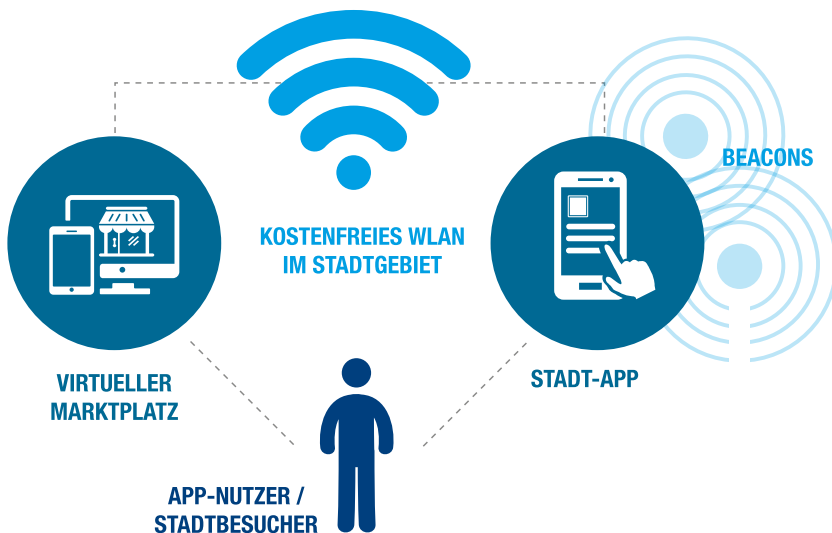 BEACONS
KOSTENFREIES WLAN
IM STADTGEBIET
VIRTUELLER
MARKTPLATZ
STADT-APP
APP-NUTZER /
STADTBESUCHER